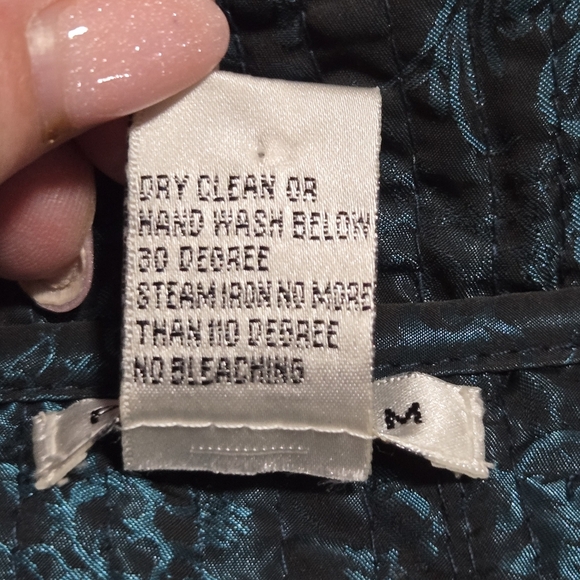 DRY CLEAN OR
HAND WASH BELOW
30 DEGREE
STEAM IRON NO MORE
THAN 110 DEGREE
NO BLEACHING
M